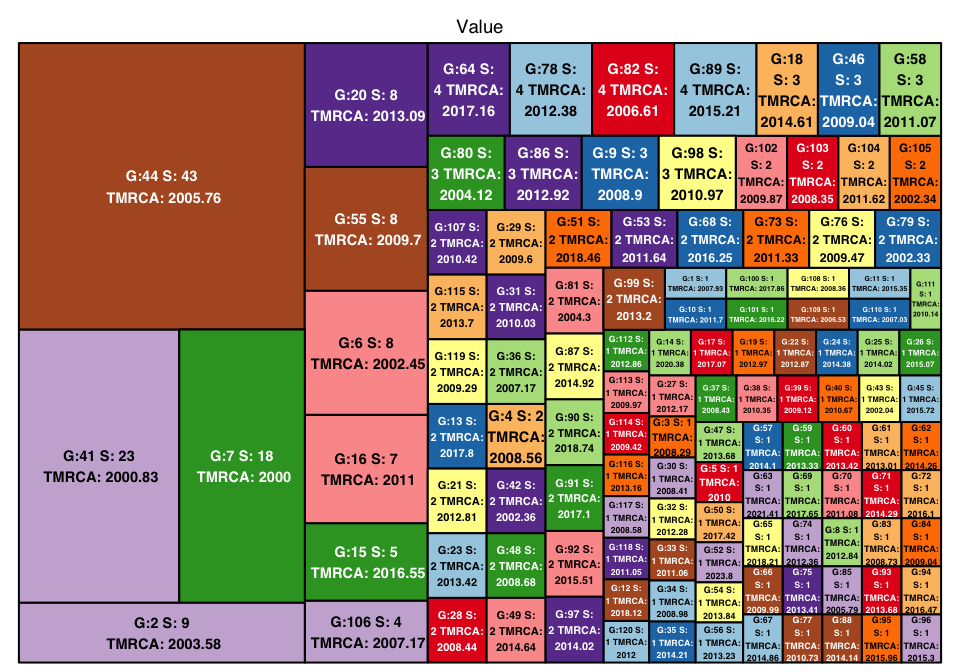 Value
G:44 S: 43
TMRCA: 2005.76
G:41 S: 23
TMRCA: 2000.83
G:7 S: 18
TMRCA: 2000
G:2 S: 9
TMRCA: 2003.58
G:20 S: 8
TMRCA: 2013.09
G:55 S: 8
TMRCA: 2009.7
G:6 S: 8
TMRCA: 2002.45
G:16 S: 7
TMRCA: 2011
G:15 S: 5
TMRCA: 2016.55
G:106 S: 4
TMRCA: 2007.17
G:64 S:
4 TMRCA:
2017.16
G:78 S:
4 TMRCA:
2012.38
G:82 S:
4 TMRCA:
2006.61
G:89 S:
4 TMRCA:
2015.21
G:18
S: 3
TMRCA:
2014.61
G:46
S: 3
TMRCA:
2009.04
G:58
S: 3
TMRCA:
2011.07
G:80 S:
3 TMRCA:
2004.12
G:86 S:
3 TMRCA:
2012.92
G:9 S: 3
TMRCA:
2008.9
G:98 S:
3 TMRCA:
2010.97
G:102
S: 2
TMRCA:
2009.87
G:103
S: 2
TMRCA:
2008.35
G:104
S: 2
TMRCA:
2011.62
G:105
S: 2
TMRCA:
2002.34
G:107 S:
2 TMRCA:
2010.42
G:29 S:
2 TMRCA:
2009.6
G:51 S:
2 TMRCA:
2018.46
G:53 S:
2 TMRCA:
2011.64
G:68 S:
2 TMRCA:
2016.25
G:73 S:
2 TMRCA:
2011.33
G:76 S:
2 TMRCA:
2009.47
G:79 S:
2 TMRCA:
2002.33
G:115 S:
2 TMRCA:
2013.7
G:31 S:
2 TMRCA:
2010.03
G:81 S:
2 TMRCA:
2004.3
G:99 S:
2 TMRCA:
2013.2
G:1 S: 1
TMRCA: 2007.93
G:100 S: 1
TMRCA: 2017.86
G:108 S: 1
TMRCA: 2008.36
G:11 S: 1
TMRCA: 2015.35
G:111
S: 1
TMRCA:
2010.14
G:10 S: 1
TMRCA: 2011.7
G:101 S: 1
TMRCA: 2016.22
G:109 S: 1
TMRCA: 2006.53
G:110 S: 1
TMRCA: 2007.03
G:119 S:
2 TMRCA:
2009.29
G:36 S:
2 TMRCA:
2007.17
G:87 S:
2 TMRCA:
2014.92
G:13 S:
2 TMRCA:
2017.8
G:4 S: 2
TMRCA:
2008.56
G:90 S:
2 TMRCA:
2018.74
G:21 S:
2 TMRCA:
2012.81
G:42 S:
2 TMRCA:
2002.36
G:91 S:
2 TMRCA:
2017.1
G:23 S:
2 TMRCA:
2013.42
G:48 S:
2 TMRCA:
2008.68
G:92 S:
2 TMRCA:
2015.51
G:28 S:
2 TMRCA:
2008.44
G:49 S:
2 TMRCA:
2014.64
G:97 S:
2 TMRCA:
2014.02
G:112 S:
1 TMRCA:
2012.86
G:14 S:
1 TMRCA:
2020.38
G:17 S:
1 TMRCA:
2017.07
G:19 S:
1 TMRCA:
2012.97
G:22 S:
1 TMRCA:
2012.87
G:24 S:
1 TMRCA:
2014.38
G:25 S:
1 TMRCA:
2014.02
G:26 S:
1 TMRCA:
2015.07
G:113 S:
1 TMRCA:
2009.97
G:27 S:
1 TMRCA:
2012.17
G:37 S:
1 TMRCA:
2008.43
G:38 S:
1 TMRCA:
2010.35
G:39 S:
1 TMRCA:
2009.12
G:40 S:
1 TMRCA:
2010.67
G:43 S:
1 TMRCA:
2002.04
G:45 S:
1 TMRCA:
2015.72
G:114 S:
1 TMRCA:
2009.42
G:3 S: 1
TMRCA:
2008.29
G:47 S:
1 TMRCA:
2013.68
G:57
S: 1
TMRCA:
2014.1
G:59
S: 1
TMRCA:
2013.33
G:60
S: 1
TMRCA:
2013.42
G:61
S: 1
TMRCA:
2013.01
G:62
S: 1
TMRCA:
2014.26
G:116 S:
1 TMRCA:
2013.16
G:30 S:
1 TMRCA:
2008.41
G:5 S: 1
TMRCA:
2010
G:63
S: 1
TMRCA:
2021.41
G:69
S: 1
TMRCA:
2017.65
G:70
S: 1
TMRCA:
2011.08
G:71
S: 1
TMRCA:
2014.29
G:72
S: 1
TMRCA:
2016.1
G:117 S:
1 TMRCA:
2008.58
G:32 S:
1 TMRCA:
2012.28
G:50 S:
1 TMRCA:
2017.42
G:65
S: 1
TMRCA:
2018.21
G:74
S: 1
TMRCA:
2012.36
G:8 S: 1
TMRCA:
2012.84
G:83
S: 1
TMRCA:
2008.73
G:84
S: 1
TMRCA:
2009.04
G:118 S:
1 TMRCA:
2011.05
G:33 S:
1 TMRCA:
2011.06
G:52 S:
1 TMRCA:
2023.8
G:66
S: 1
TMRCA:
2009.99
G:75
S: 1
TMRCA:
2013.41
G:85
S: 1
TMRCA:
2005.79
G:93
S: 1
TMRCA:
2013.68
G:94
S: 1
TMRCA:
2016.47
G:12 S:
1 TMRCA:
2018.12
G:34 S:
1 TMRCA:
2008.98
G:54 S:
1 TMRCA:
2013.84
G:120 S:
1 TMRCA:
2012
G:35 S:
1 TMRCA:
2014.21
G:56 S:
1 TMRCA:
2013.23
G:67
S: 1
TMRCA:
2014.86
G:77
S: 1
TMRCA:
2010.73
G:88
S: 1
TMRCA:
2014.14
G:95
S: 1
TMRCA:
2015.96
G:96
S: 1
TMRCA:
2015.3